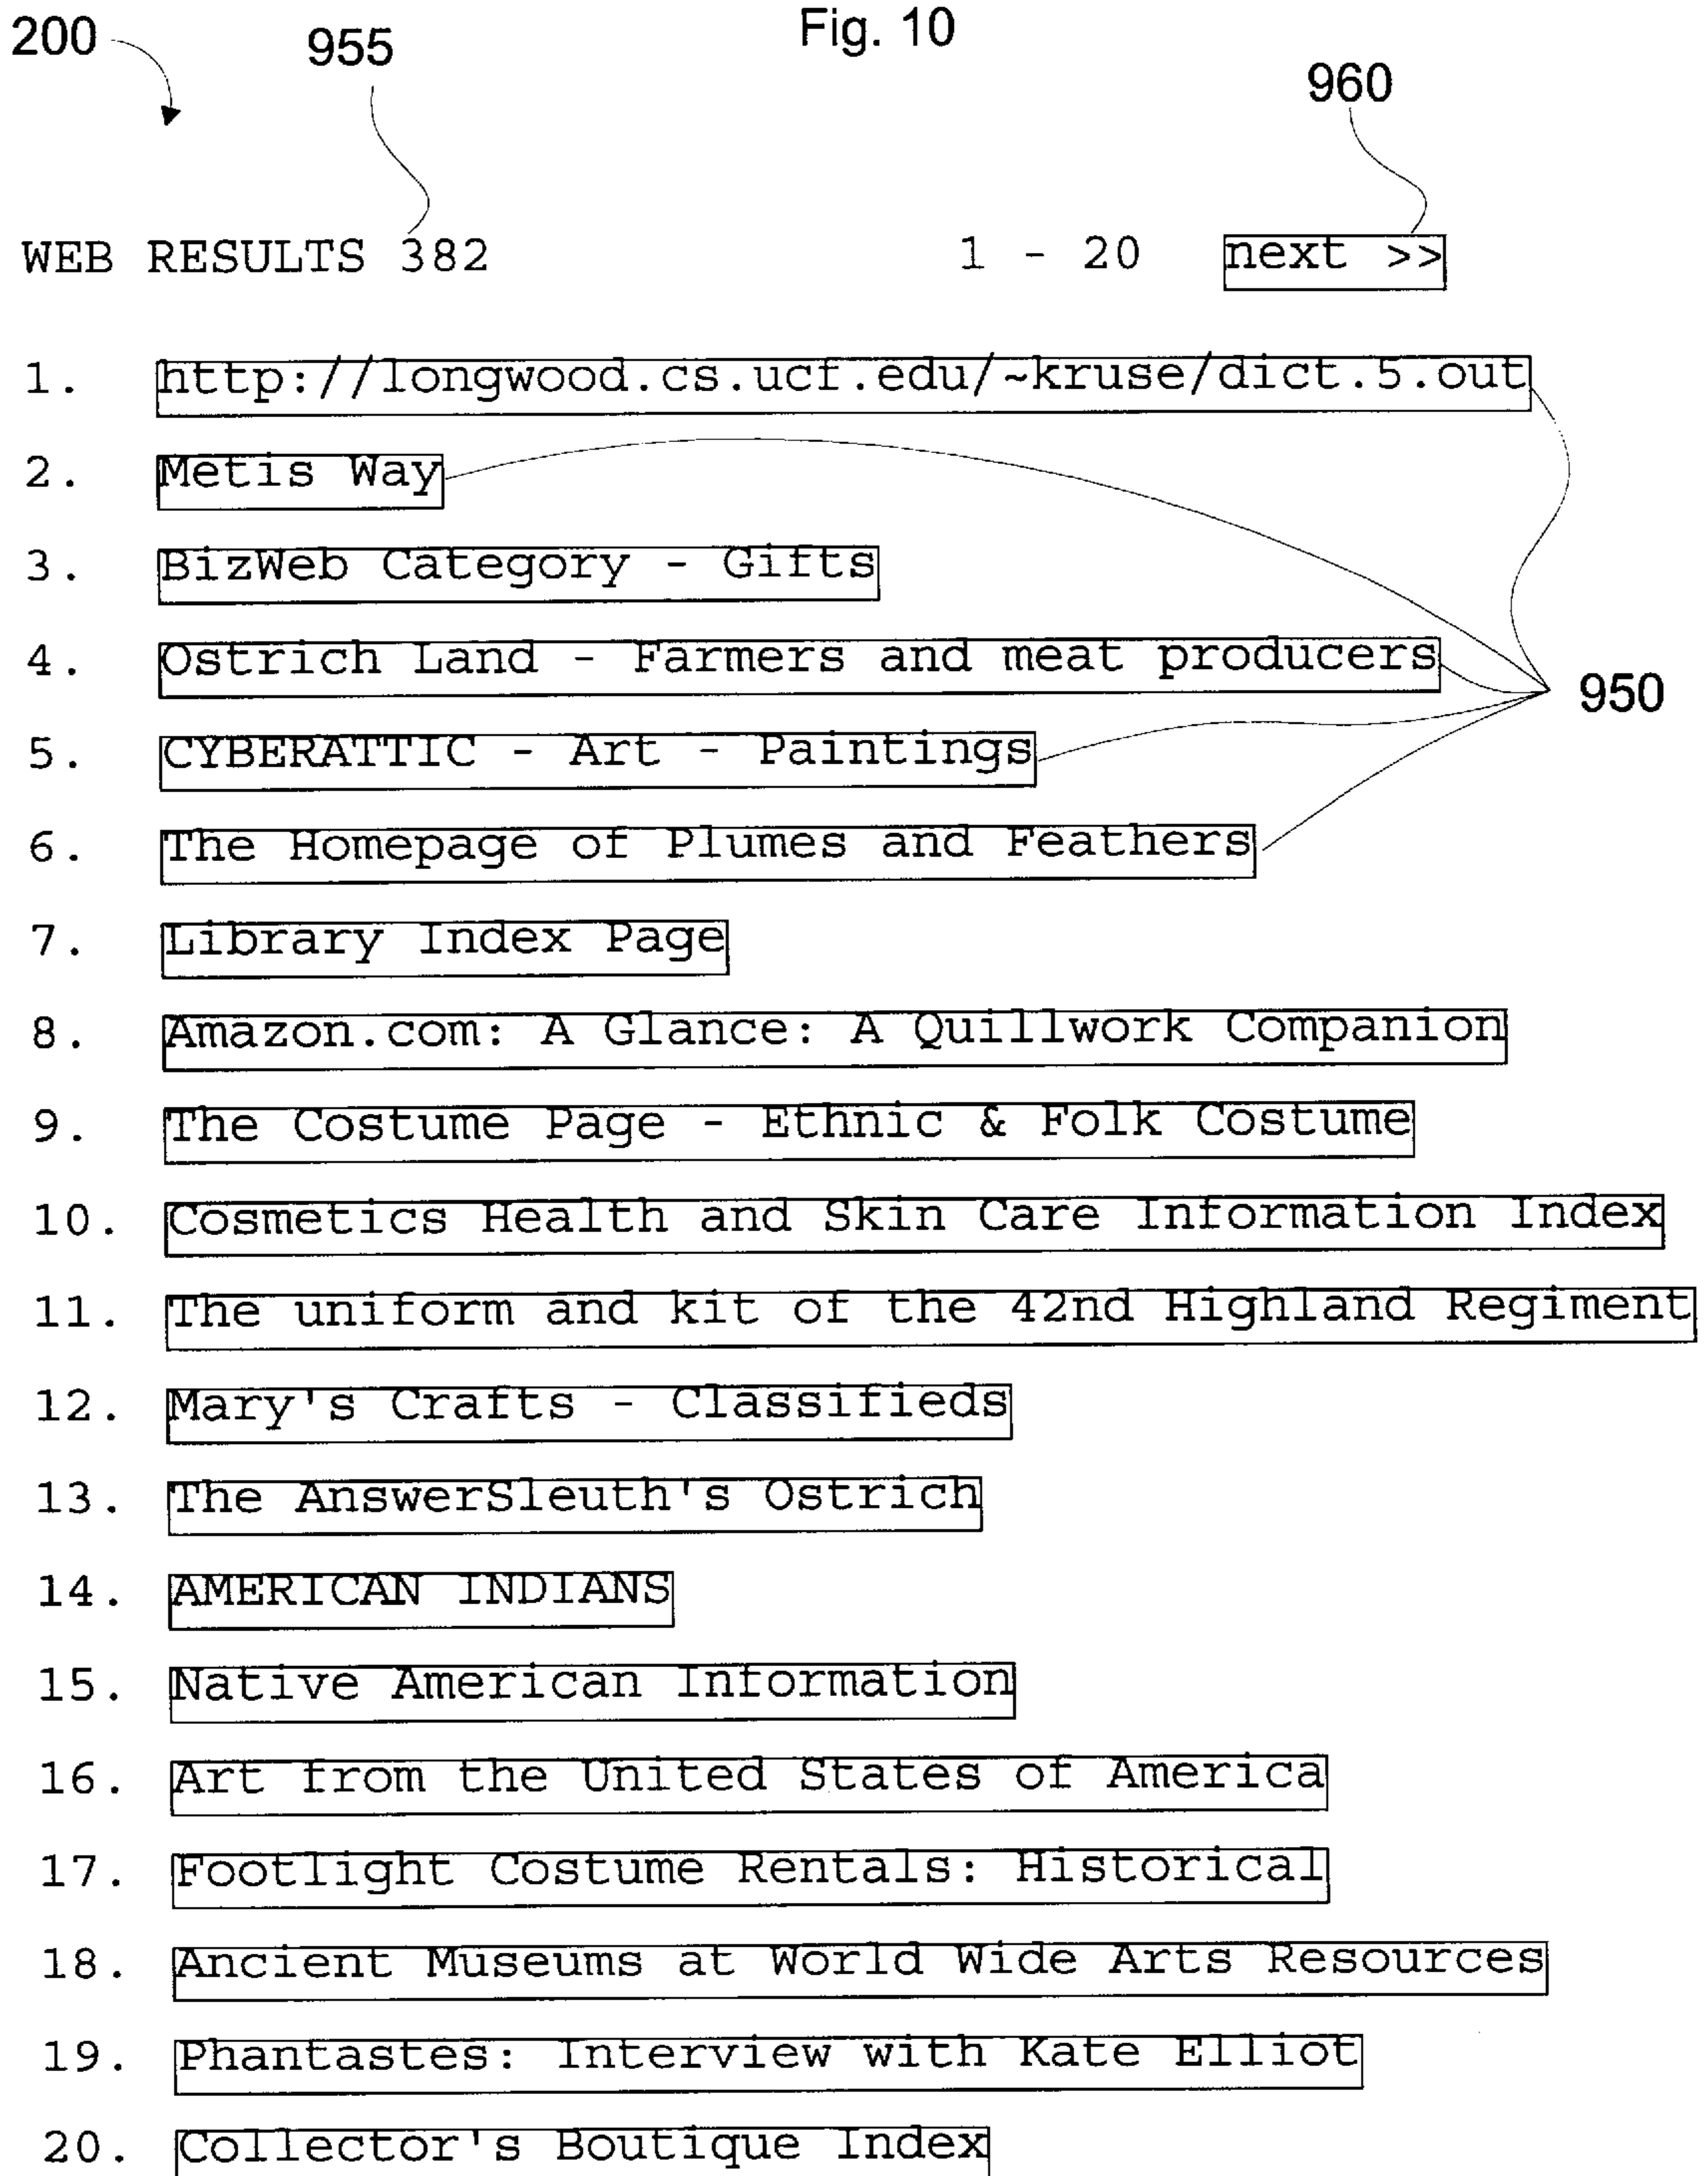 Fig. 10
200
955
960
WEB RESULTS 382 1 - 20 next >>
1. http://longwood.cs.ucf.edu/~kruse/dict.5.out
2. Metis Way
3. BizWeb Category - Gifts
4. Ostrich Land - Farmers and meat producers
950
5. CYBERATTIC - Art - Paintings
6. The Homepage of Plumes and Feathers
7. Library Index Page
8. Amazon.com: A Glance: A Quillwork Companion
9. The Costume Page - Ethnic & Folk Costume
10. Cosmetics Health and Skin Care Information Index
11. The uniform and kit of the 42nd Highland Regiment
12. Mary's Crafts - Classifieds
13. The AnswerSleuth's Ostrich
14. AMERICAN INDIANS
15. Native American Information
16. Art from the United States of America
17. Footlight Costume Rentals: Historical
18. Ancient Museums at World Wide Arts Resources
19. Phantastes: Interview with Kate Elliot
20. Collector's Boutique Index